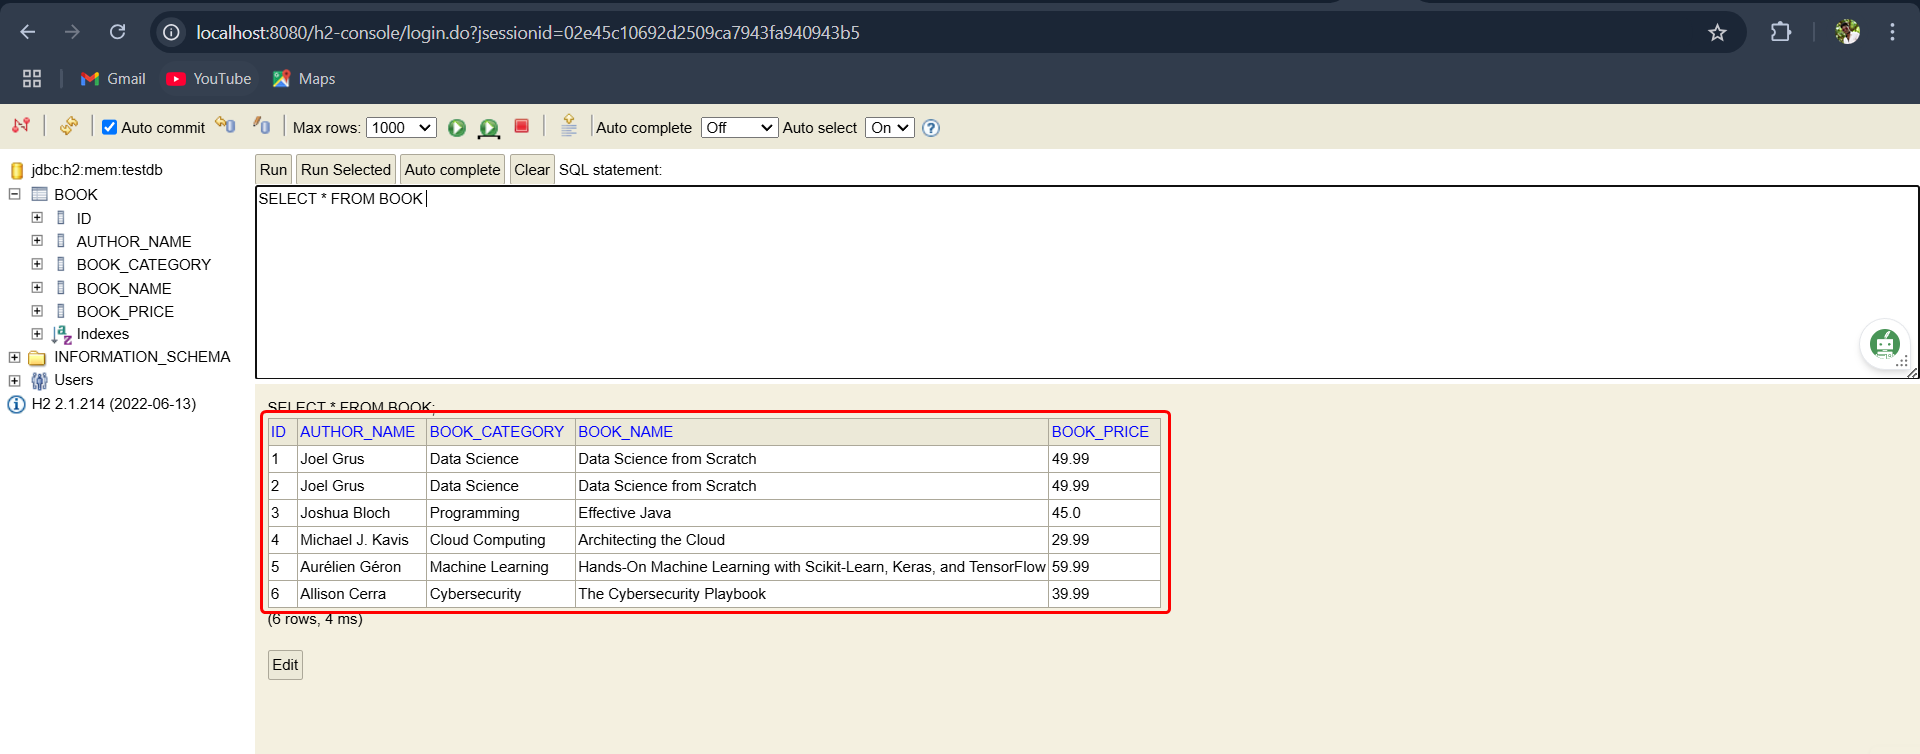 localhost:8080/h2-console/login.do?jsessionid=02e45c10692d2509ca7943fa940943b5
Gmail YouTube Maps
Auto commit Max rows: 1000 Auto complete Off Auto select On ?
jdbc:h2:mem:testdb
BOOK
ID
AUTHOR_NAME
BOOK_CATEGORY
BOOK_NAME
BOOK_PRICE
Indexes
INFORMATION_SCHEMA
Users
H2 2.1.214 (2022-06-13)
Run Run Selected Auto complete Clear SQL statement:
SELECT * FROM BOOK
SELECT * FROM BOOK;
ID AUTHOR_NAME BOOK_CATEGORY BOOK_NAME BOOK_PRICE
1 Joel Grus Data Science Data Science from Scratch 49.99
2 Joel Grus Data Science Data Science from Scratch 49.99
3 Joshua Bloch Programming Effective Java 45.0
4 Michael J. Kavis Cloud Computing Architecting the Cloud 29.99
5 Aurélien Géron Machine Learning Hands-On Machine Learning with Scikit-Learn, Keras, and TensorFlow 59.99
6 Allison Cerra Cybersecurity The Cybersecurity Playbook 39.99
(6 rows, 4 ms)
Edit